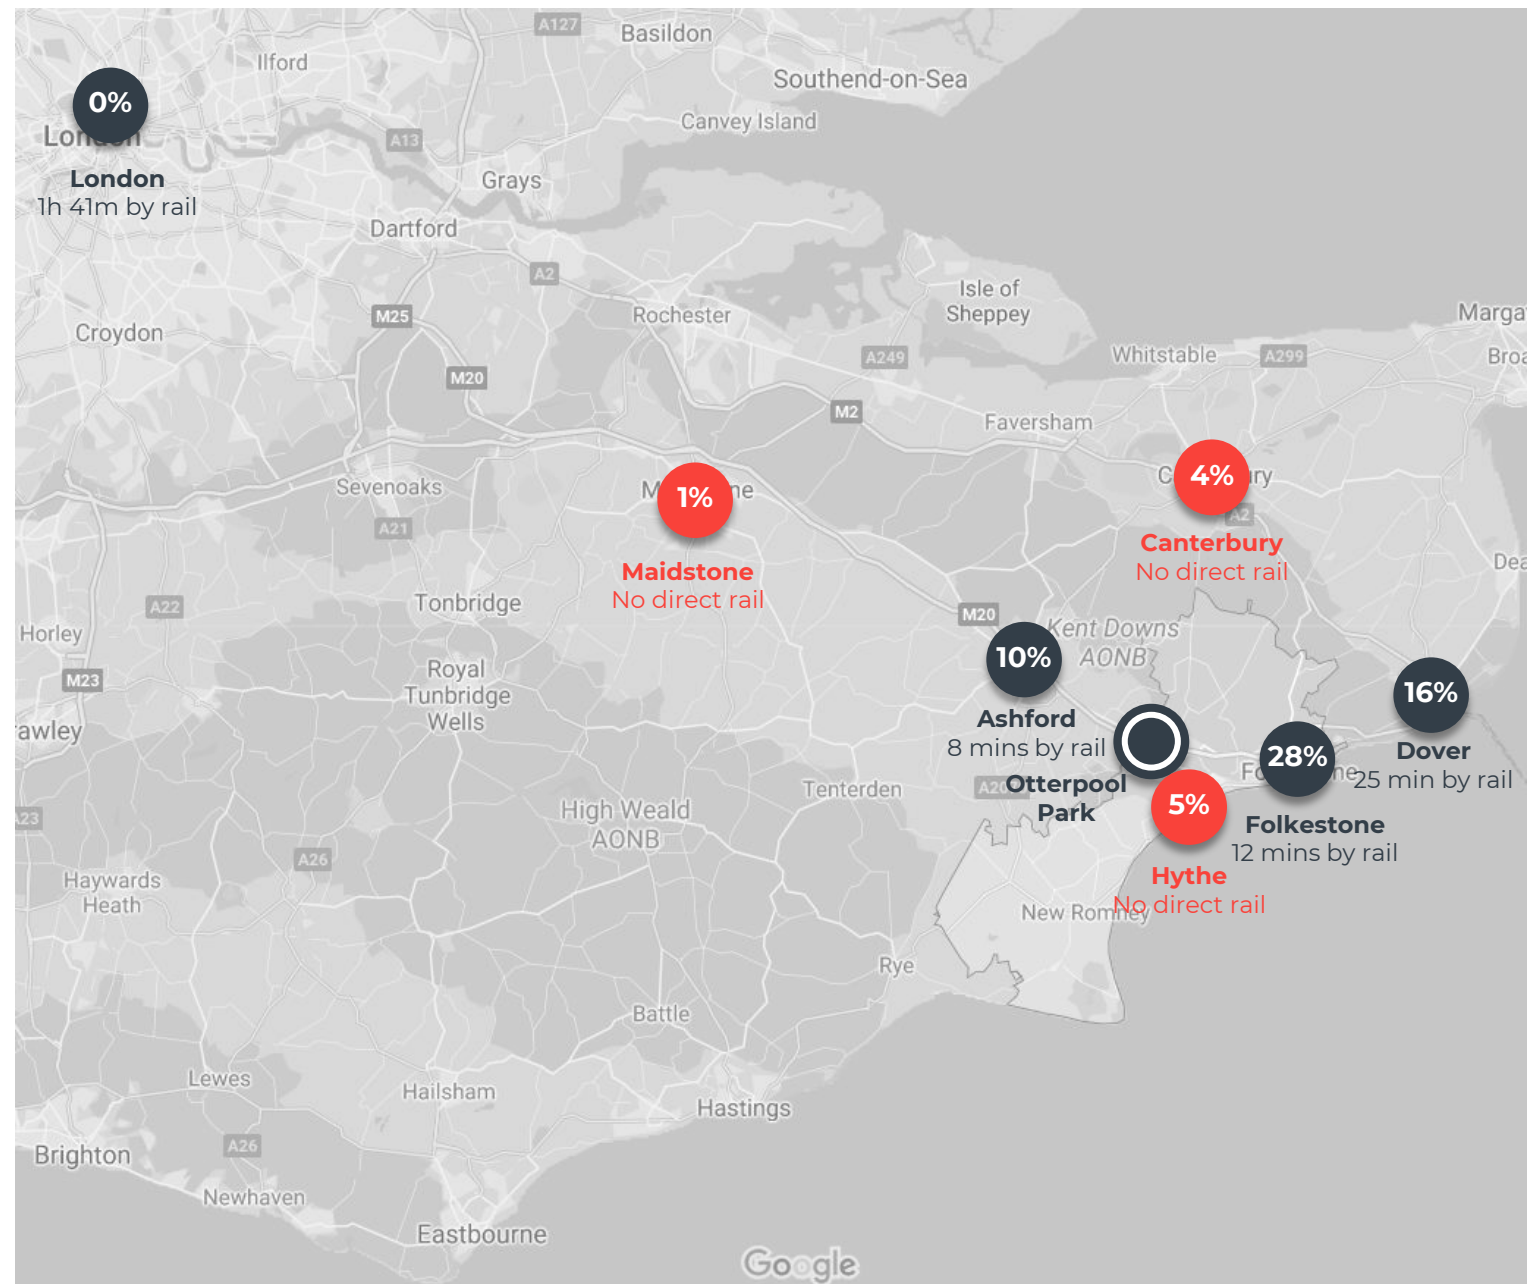 A127
Basildon
Ilford
Southend-on-Sea
0%
London
Canvey Island
A13
London
1h 41m by rail
Grays
Dartford
A2
Isle of
Sheppey
M25
Rochester
Croydon
Whitstable
A299
A249
M20
M2
Faversham
4%
A2
Canterbury
No direct rail
Sevenoaks
1%
A21
Maidstone
No direct rail
A22
Tonbridge
M20
Kent Downs
AONB
Horley
M23
Royal
Tunbridge
Wells
10%
Ashford
8 mins by rail
16%
Dover
25 min by rail
28%
Folkestone
12 mins by rail
Otterpool
Park
Tenterden
5%
Hythe
No direct rail
High Weald
AONB
A26
Haywards
Heath
New Romney
Rye
Battle
Lewes
Hailsham
Hastings
A26
Brighton
Newhaven
Eastbourne
Google